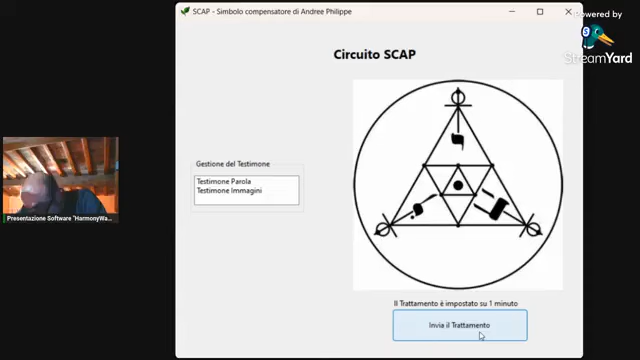 SCAP - Simbolo compensatore di Andree Philippe
Powered by
StreamYard
Circuito SCAP
Gestione del Testimone
Testimone Parola
Testimone Immagini
Presentazione Software "HarmonyWa...
Il Trattamento è impostato su 1 minuto
Invia il Trattamento